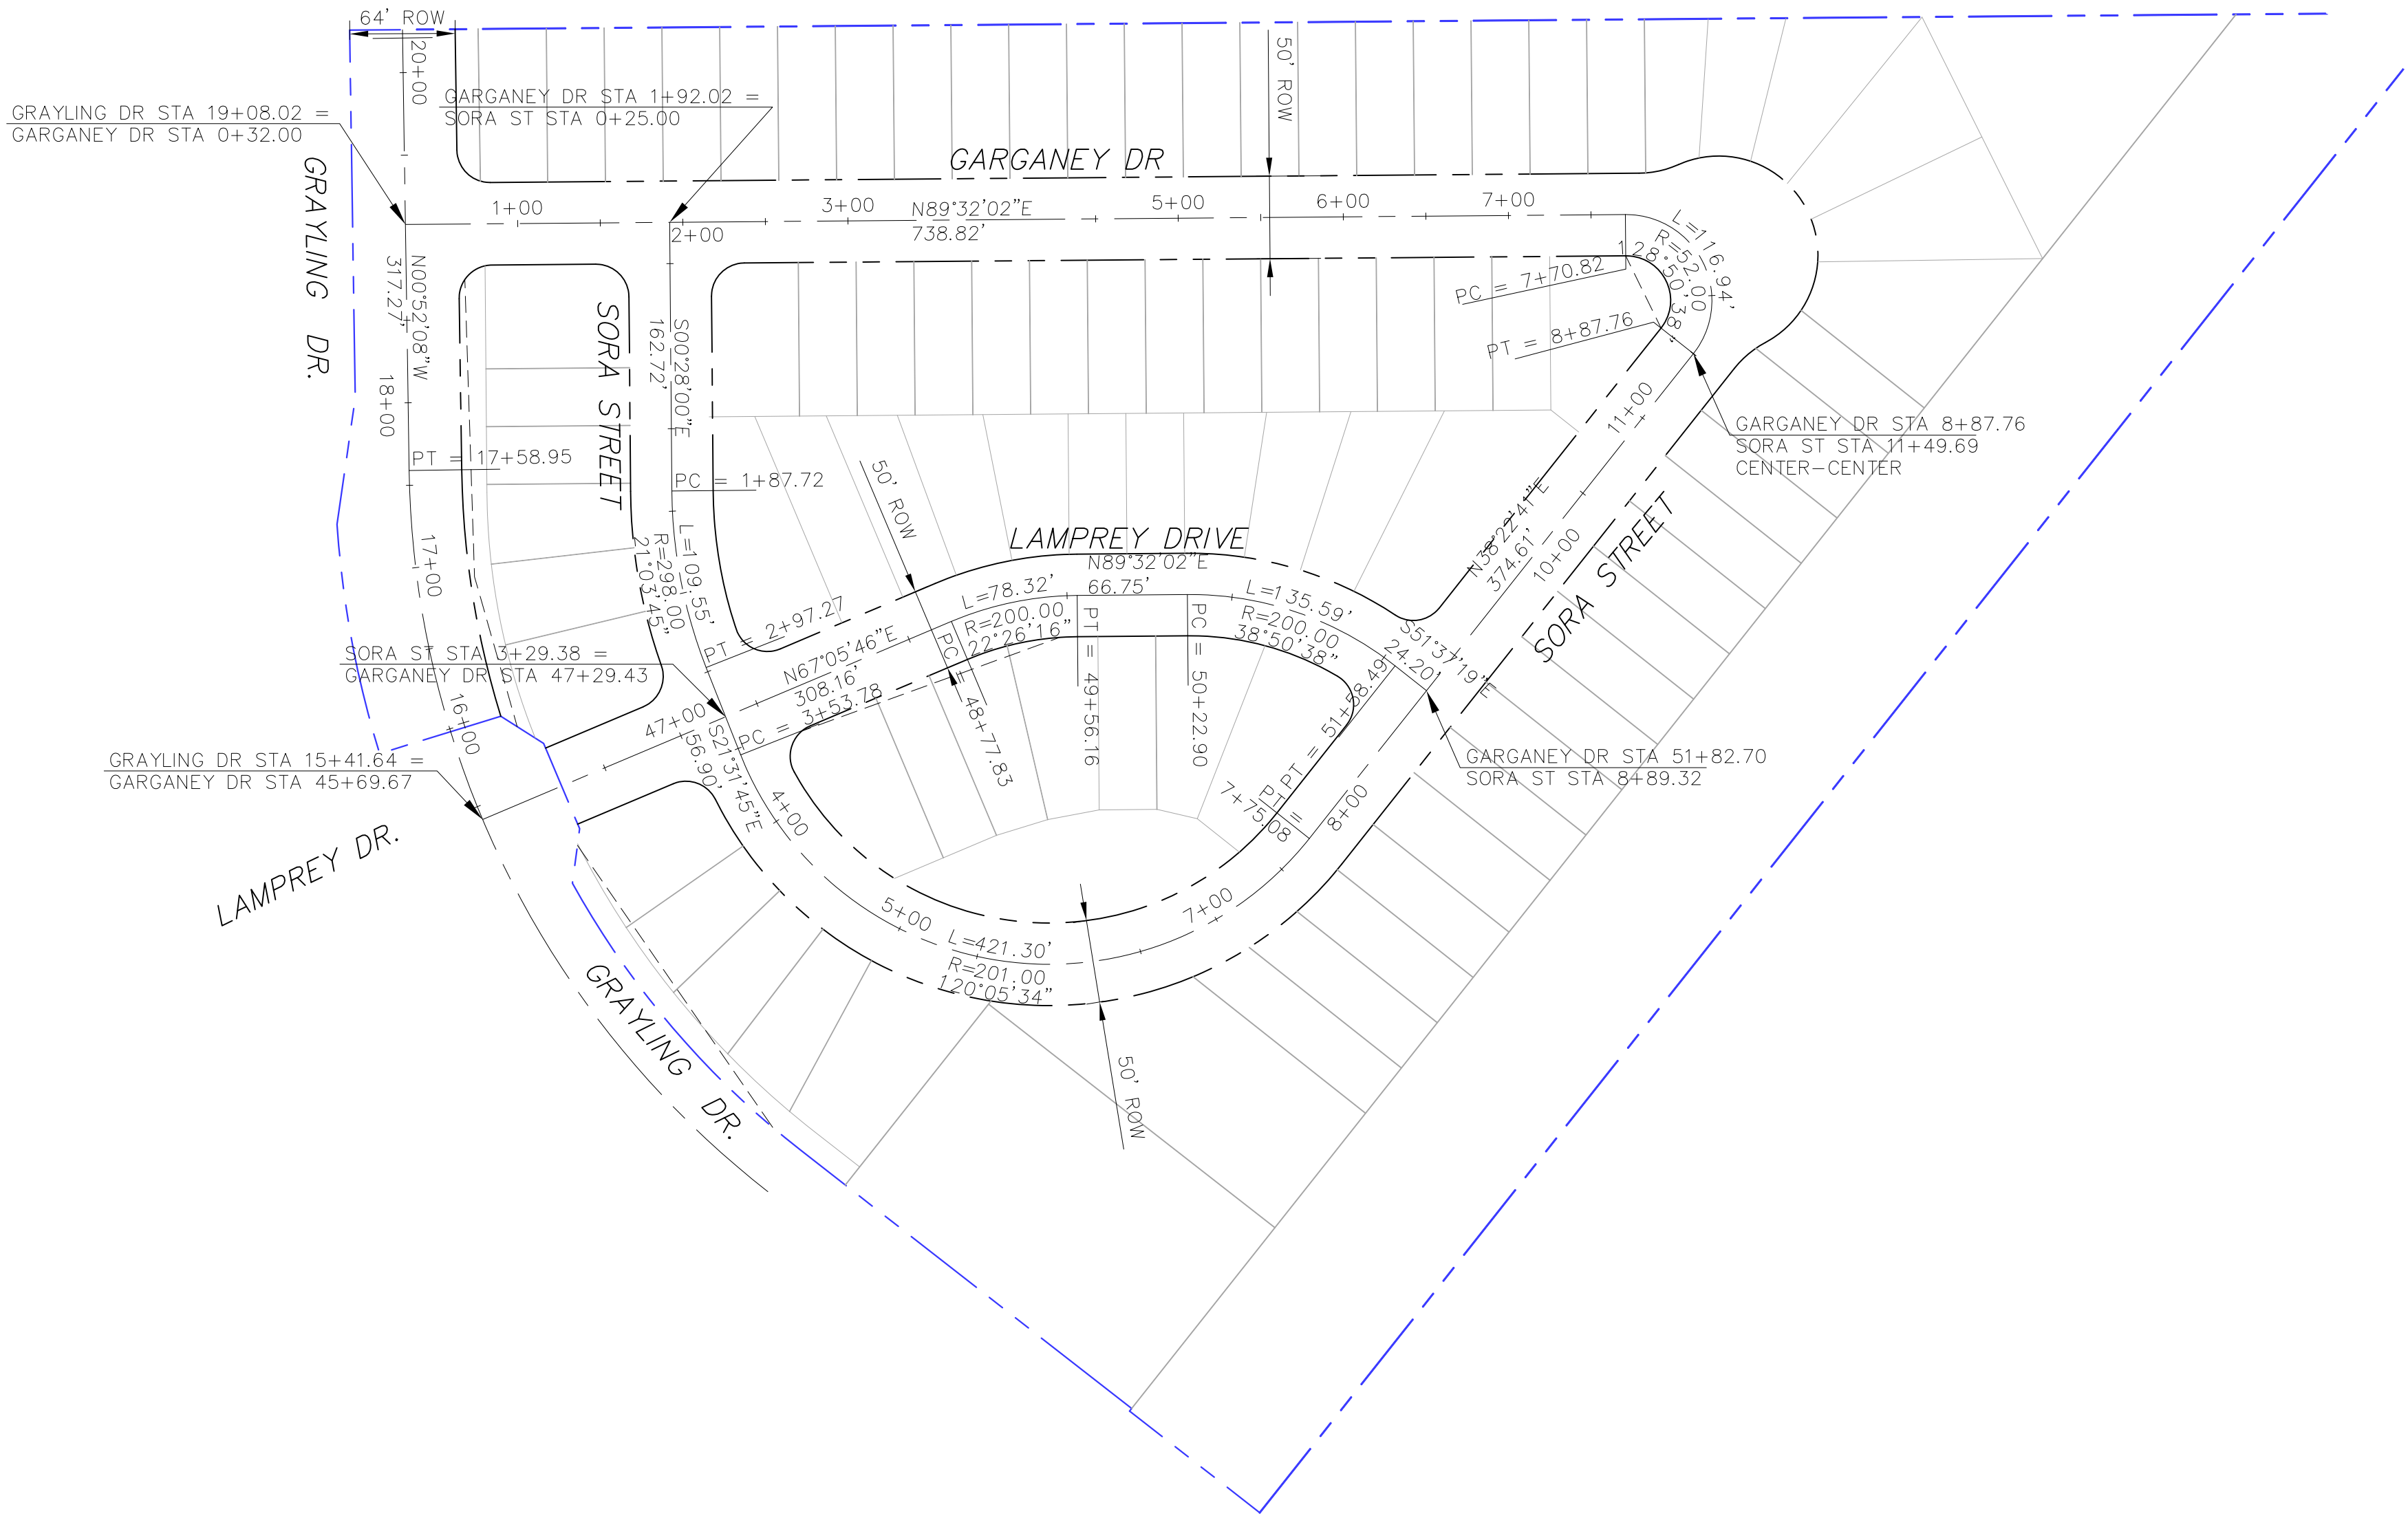 64' ROW
20+00
GRAYLING DR STA 19+08.02 =
GARGANEY DR STA 0+32.00
GARGANEY DR STA 1+92.02 =
SORA ST STA 0+25.00
50' ROW
GARGANEY DR
GRAYLING DR.
1+00
2+00
3+00
N89°32'02"E
738.82'
5+00
6+00
7+00
L=116.94'
R=52.00
128°50'38"
PC = 7+70.82
PT = 8+87.76
N00°52'08"W
317.27'
18+00
SORA STREET
S00°28'00"E
162.72'
PT = 17+58.95
PC = 1+87.72
11+00
GARGANEY DR STA 8+87.76
SORA ST STA 11+49.69
CENTER-CENTER
50' ROW
LAMPREY DRIVE
N89°32'02"E
66.75'
17+00
L=109.55'
R=298.00
21°03'45"
PT = 2+97.27
L=78.32'
R=200.00
22°26'16"
L=135.59'
R=200.00
38°50'38"
N38°22'41"E
374.61'
10+00
SORA STREET
S51°37'19"E
24.20'
PT = 49+56.16
PC = 50+22.90
PC = 48+77.83
N67°05'46"E
308.16'
SORA ST STA 3+29.38 =
GARGANEY DR STA 47+29.43
16+00
47+00
PC = 3+53.78
S21°31'45"E
56.90'
PT = 51+58.49
GRAYLING DR STA 15+41.64 =
GARGANEY DR STA 45+69.67
GARGANEY DR STA 51+82.70
SORA ST STA 8+89.32
PT =
7+75.08
8+00
4+00
LAMPREY DR.
5+00
7+00
L=421.30'
R=201.00
120°05'34"
GRAYLING DR.
50' ROW